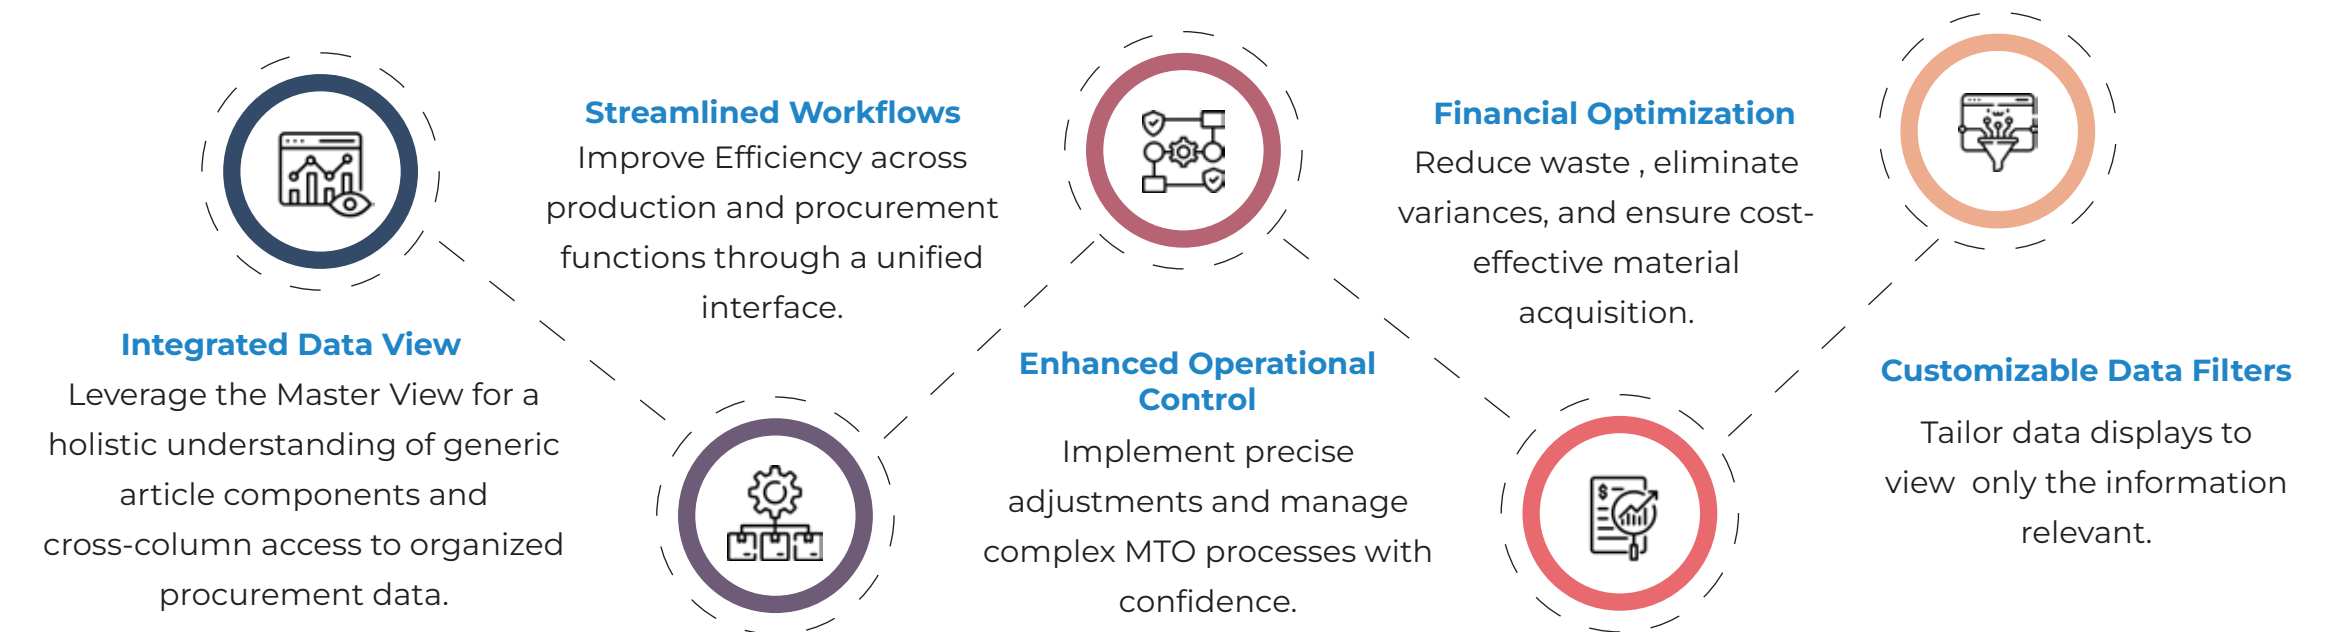 Integrated Data View
Leverage the Master View for a
holistic understanding of generic
article components and
cross-column access to organized
procurement data.
Streamlined Workflows
Improve Efficiency across
production and procurement
functions through a unified
interface.
Enhanced Operational
Control
Implement precise
adjustments and manage
complex MTO processes with
confidence.
Financial Optimization
Reduce waste , eliminate
variances, and ensure cost-
effective material
acquisition.
Customizable Data Filters
Tailor data displays to
view  only the information
relevant.